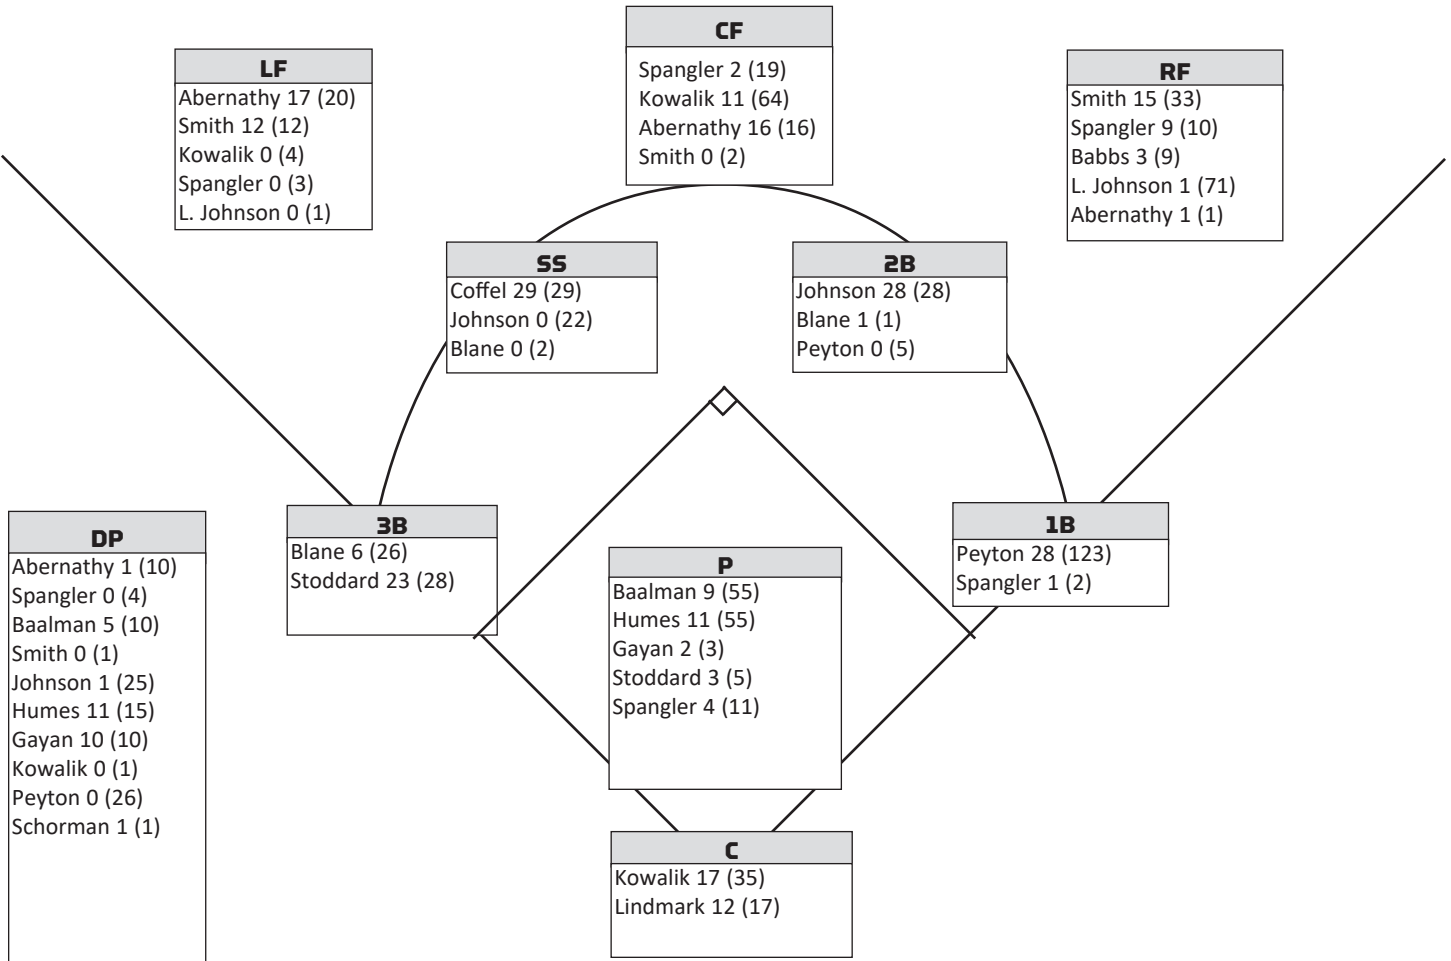 CF
Spangler 2 (19)
Kowalik 11 (64)
Abernathy 16 (16)
Smith 0 (2)
LF
Abernathy 17 (20)
Smith 12 (12)
Kowalik 0 (4)
Spangler 0 (3)
L. Johnson 0 (1)
RF
Smith 15 (33)
Spangler 9 (10)
Babbs 3 (9)
L. Johnson 1 (71)
Abernathy 1 (1)
SS
Coffel 29 (29)
Johnson 0 (22)
Blane 0 (2)
2B
Johnson 28 (28)
Blane 1 (1)
Peyton 0 (5)
3B
Blane 6 (26)
Stoddard 23 (28)
1B
Peyton 28 (123)
Spangler 1 (2)
DP
Abernathy 1 (10)
Spangler 0 (4)
Baalman 5 (10)
Smith 0 (1)
Johnson 1 (25)
Humes 11 (15)
Gayan 10 (10)
Kowalik 0 (1)
Peyton 0 (26)
Schorman 1 (1)
P
Baalman 9 (55)
Humes 11 (55)
Gayan 2 (3)
Stoddard 3 (5)
Spangler 4 (11)
C
Kowalik 17 (35)
Lindmark 12 (17)